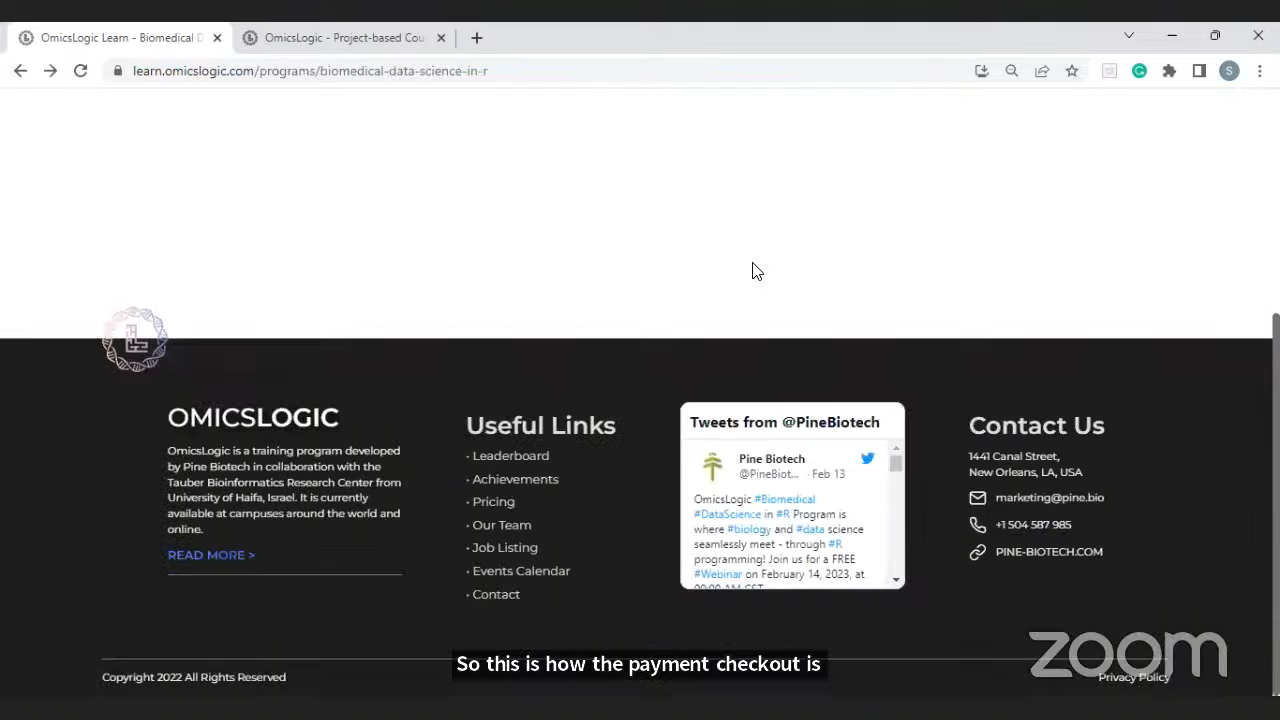 OmicsLogic Learn - Biomedical D
OmicsLogic - Project-based Cou
learn.omicslogic.com/programs/biomedical-data-science-in-r
S
OMICSLOGIC
OmicsLogic is a training program developed
by Pine Biotech in collaboration with the
Tauber Bioinformatics Research Center from
University of Haifa, Israel. It is currently
available at campuses around the world and
online.
READ MORE >
Useful Links
• Leaderboard
• Achievements
• Pricing
• Our Team
• Job Listing
• Events Calendar
• Contact
Tweets from @PineBiotech
Pine Biotech
@PineBiot... · Feb 13
OmicsLogic #Biomedical
#DataScience in #R Program is
where #biology and #data science
seamlessly meet - through #R
programming! Join us for a FREE
#Webinar on February 14, 2023, at
09:00 AM CST
Contact Us
1441 Canal Street,
New Orleans, LA, USA
marketing@pine.bio
+1 504 587 985
PINE-BIOTECH.COM
zoom
So this is how the payment checkout is
Copyright 2022 All Rights Reserved
Privacy Policy